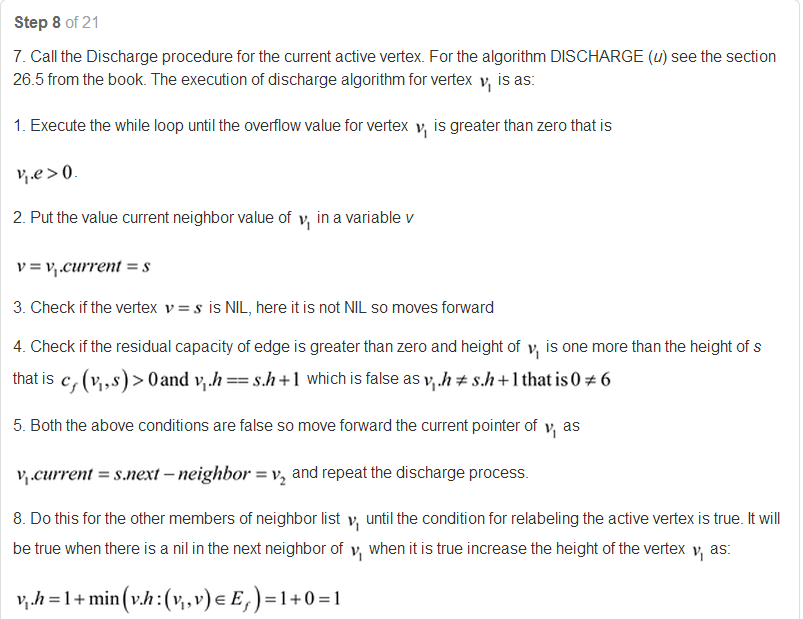 Step 8 of 21
7. Call the Discharge procedure for the current active vertex. For the algorithm DISCHARGE (u) see the section
26.5 from the book. The execution of discharge algorithm for vertex v₁ is as:
1. Execute the while loop until the overflow value for vertex v₁ is greater than zero that is
v₁.e > 0.
2. Put the value current neighbor value of v₁ in a variable v
v = v₁.current = s
3. Check if the vertex v = s is NIL, here it is not NIL so moves forward
4. Check if the residual capacity of edge is greater than zero and height of v₁ is one more than the height of s
that is c_f (v₁,s) > 0 and v₁.h == s.h + 1 which is false as v₁.h ≠ s.h + 1 that is 0 ≠ 6
5. Both the above conditions are false so move forward the current pointer of v₁ as
v₁.current = s.next – neighbor = v₂ and repeat the discharge process.
8. Do this for the other members of neighbor list v₁ until the condition for relabeling the active vertex is true. It will
be true when there is a nil in the next neighbor of v₁ when it is true increase the height of the vertex v₁ as:
v₁.h = 1 + min(v.h : (v₁,v) ∈ E_f) = 1 + 0 = 1